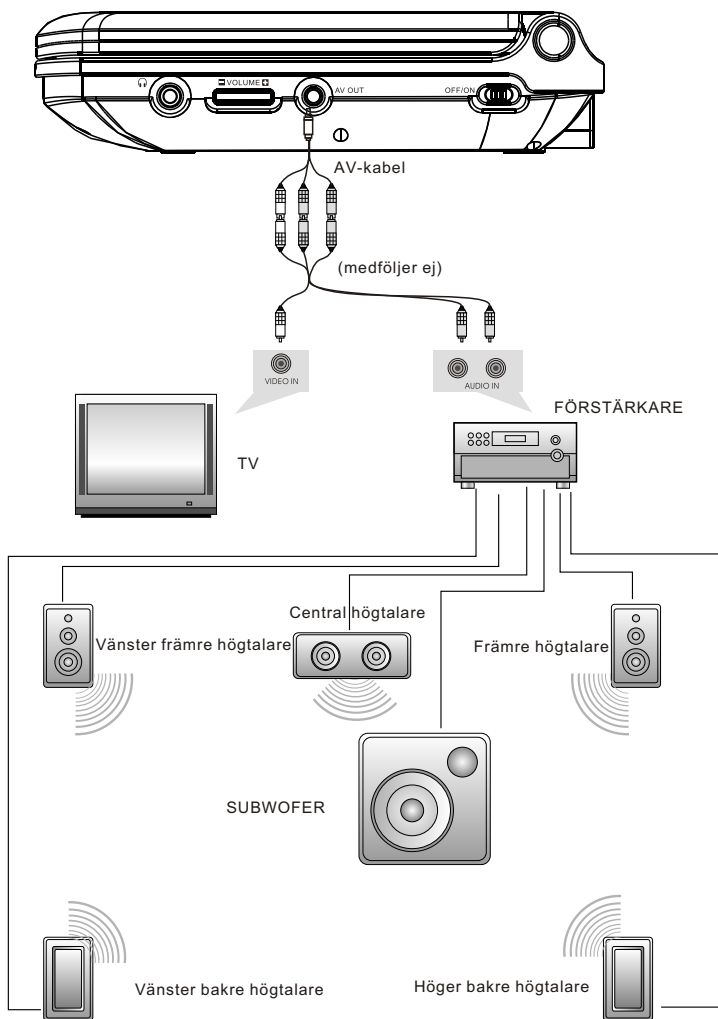 VOLUME
AV OUT
OFF/ON
AV-kabel
(medföljer ej)
VIDEO IN
AUDIO IN
FÖRSTÄRKARE
TV
Central högtalare
Vänster främre högtalare
Främre högtalare
SUBWOFER
Vänster bakre högtalare
Höger bakre högtalare